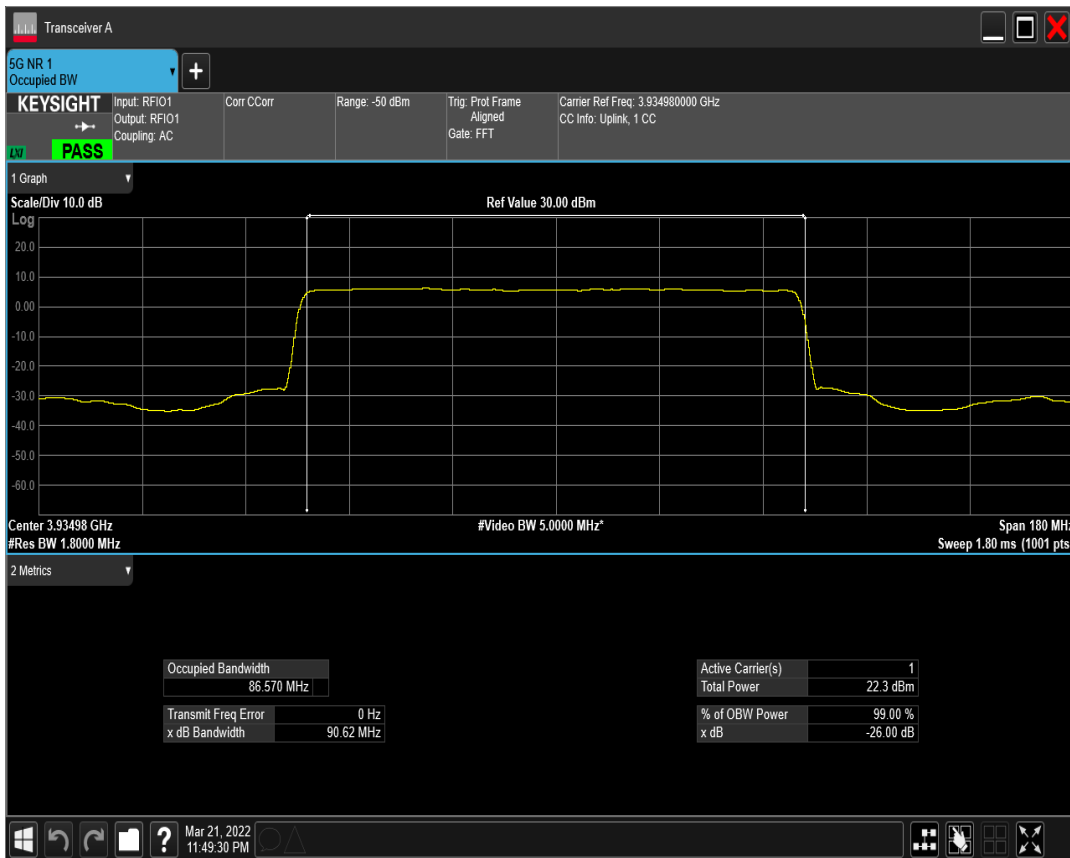 Transceiver A
5G NR 1
Occupied BW
+
KEYSIGHT
LXI
PASS
Input: RFIO1
Output: RFIO1
Coupling: AC
Corr CCorr
Range: -50 dBm
Trig: Prot Frame
Aligned
Gate: FFT
Carrier Ref Freq: 3.934980000 GHz
CC Info: Uplink, 1 CC
1 Graph
Scale/Div 10.0 dB
Ref Value 30.00 dBm
Log
20.0
10.0
0.00
-10.0
-20.0
-30.0
-40.0
-50.0
-60.0
Center 3.93498 GHz
#Video BW 5.0000 MHz*
Span 180 MHz
#Res BW 1.8000 MHz
Sweep 1.80 ms (1001 pts
2 Metrics
Occupied Bandwidth
86.570 MHz
Transmit Freq Error 0 Hz
x dB Bandwidth 90.62 MHz
Active Carrier(s) 1
Total Power 22.3 dBm
% of OBW Power 99.00 %
x dB -26.00 dB
?
Mar 21, 2022
11:49:30 PM